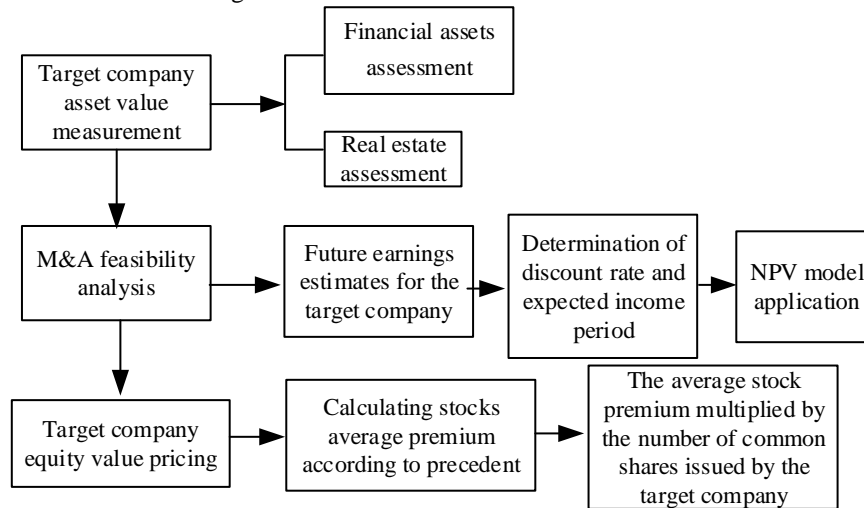 Financial assets
assessment
Target company
asset value
measurement
Real estate
assessment
M&A feasibility
analysis
Future earnings
estimates for the
target company
Determination of
discount rate and
expected income
period
NPV model
application
Target company
equity value pricing
Calculating stocks
average premium
according to precedent
The average stock
premium multiplied by
the number of common
shares issued by the
target company